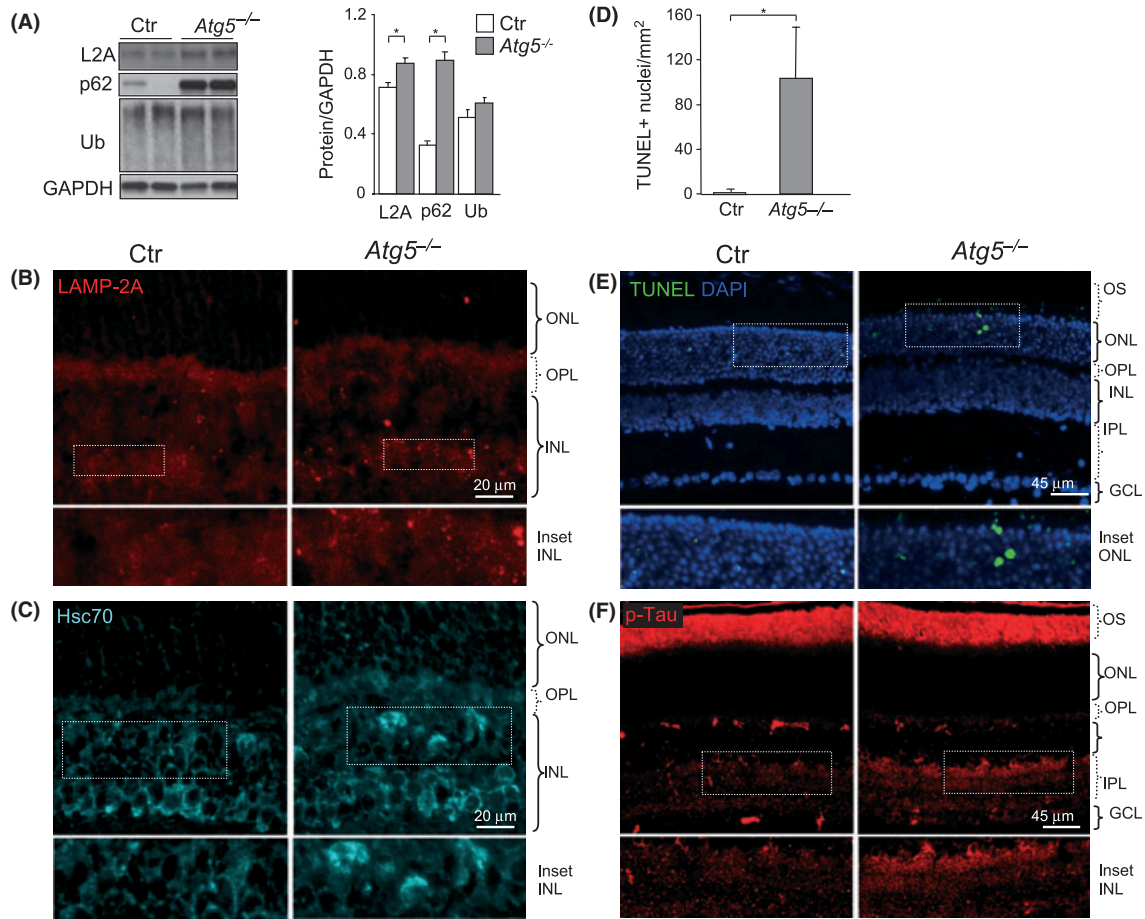 (A)
Ctr Atg5–/–
L2A
p62
Ub
GAPDH
Protein/GAPDH
1.2
0.8
0.4
0
* *
Ctr
Atg5-/-
L2A p62 Ub
(D)
TUNEL+ nuclei/mm2
160
120
80
40
0
*
Ctr Atg5–/–
Ctr Atg5–/–
(B)
LAMP-2A
ONL
OPL
INL
20 μm
Inset
INL
(C)
Hsc70
ONL
OPL
INL
20 μm
Inset
INL
Ctr Atg5–/–
(E)
TUNEL DAPI
OS
ONL
OPL
INL
IPL
GCL
45 μm
Inset
ONL
(F)
p-Tau
OS
ONL
OPL
IPL
GCL
45 μm
Inset
INL